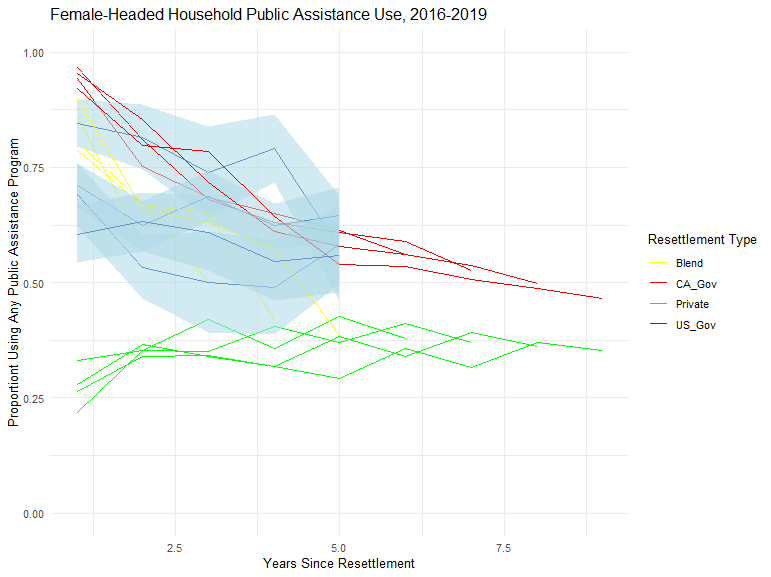 Female-Headed Household Public Assistance Use, 2016-2019
Proportiont Using Any Public Assistance Program
1.00
0.75
0.50
0.25
0.00
2.5
5.0
7.5
Years Since Resettlement
Resettlement Type
Blend
CA_Gov
Private
US_Gov